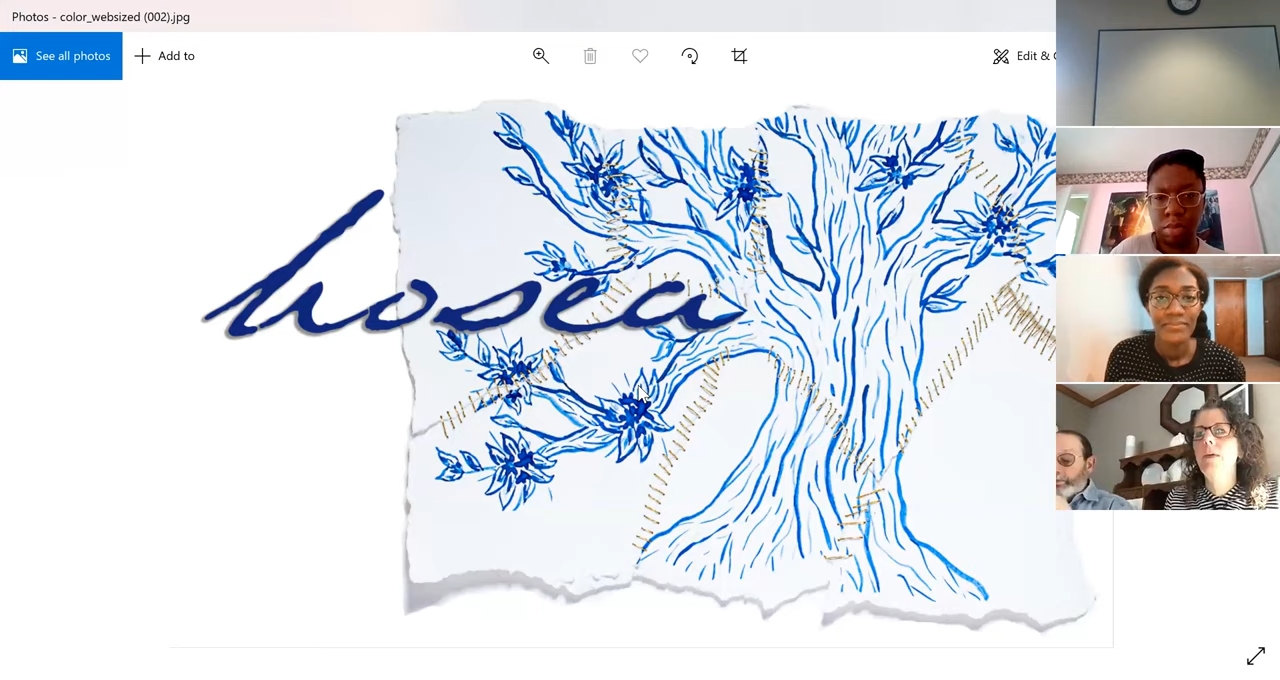 Photos - color_websized (002).jpg
See all photos
Add to
Edit &
hosea